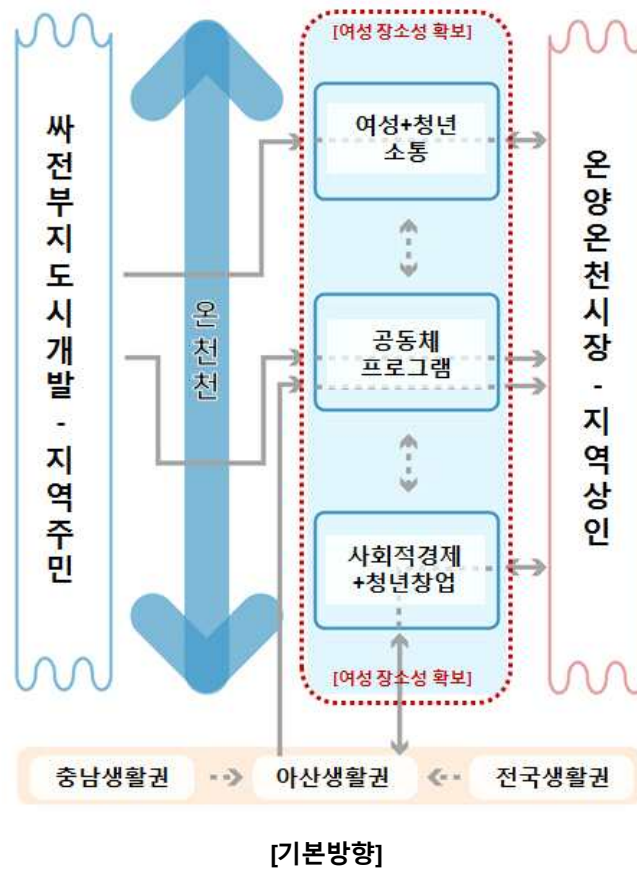 [여성 장소성 확보]
싸전부지도시개발 - 지역주민
온천천
여성+청년
소통
공동체
프로그램
사회적경제
+청년창업
온양온천시장 - 지역상인
[여성 장소성 확보]
충남생활권
아산생활권
전국생활권
[기본방향]